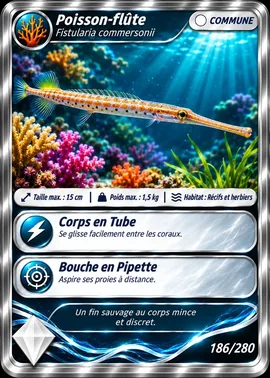 Poisson-flûte
Fistularia commersonii
COMMUNE
Taille max. : 15 cm
Poids max. : 1,5 kg
Habitat : Récifs et herbiers
Corps en Tube
Se glisse facilement entre les coraux.
Bouche en Pipette
Aspire ses proies à distance.
Un fin sauvage au corps mince
et discret.
186/280